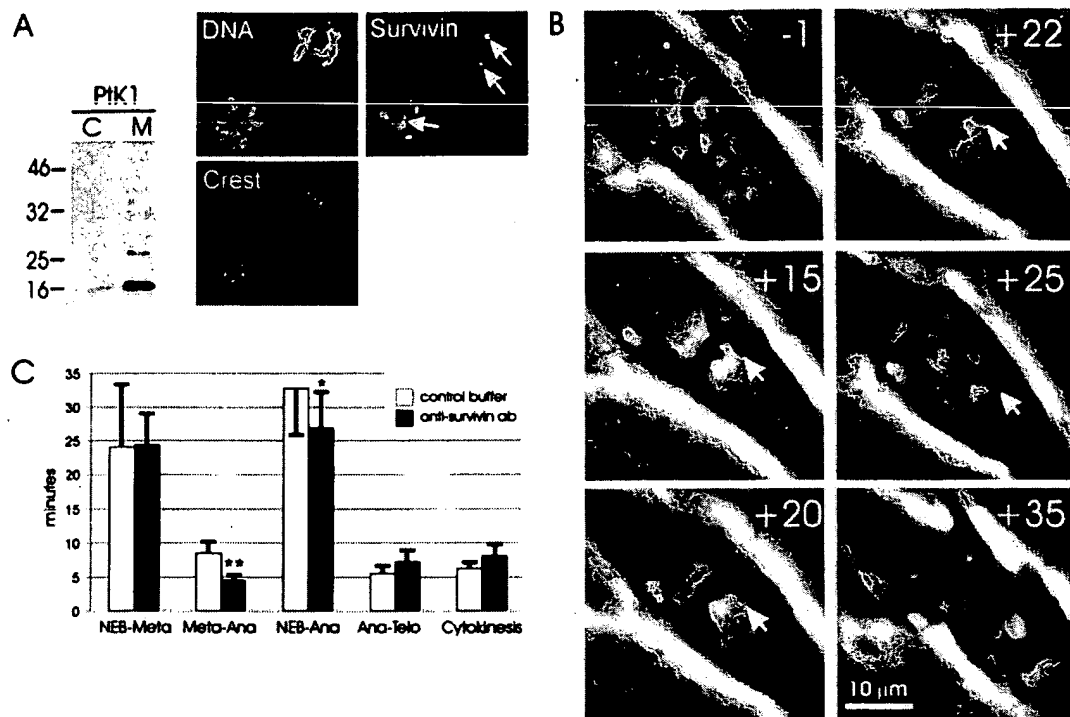 A
DNA
Survivin
PtK1
C M
46
32
25
16
Crest
B
-1
+22
+15
+25
+20
+35
10 µm
C
35
30
25
20
15
10
5
0
minutes
control buffer
anti-survivin ab
*
**
NEB-Meta Meta-Ana NEB-Ana Ana-Telo Cytokinesis